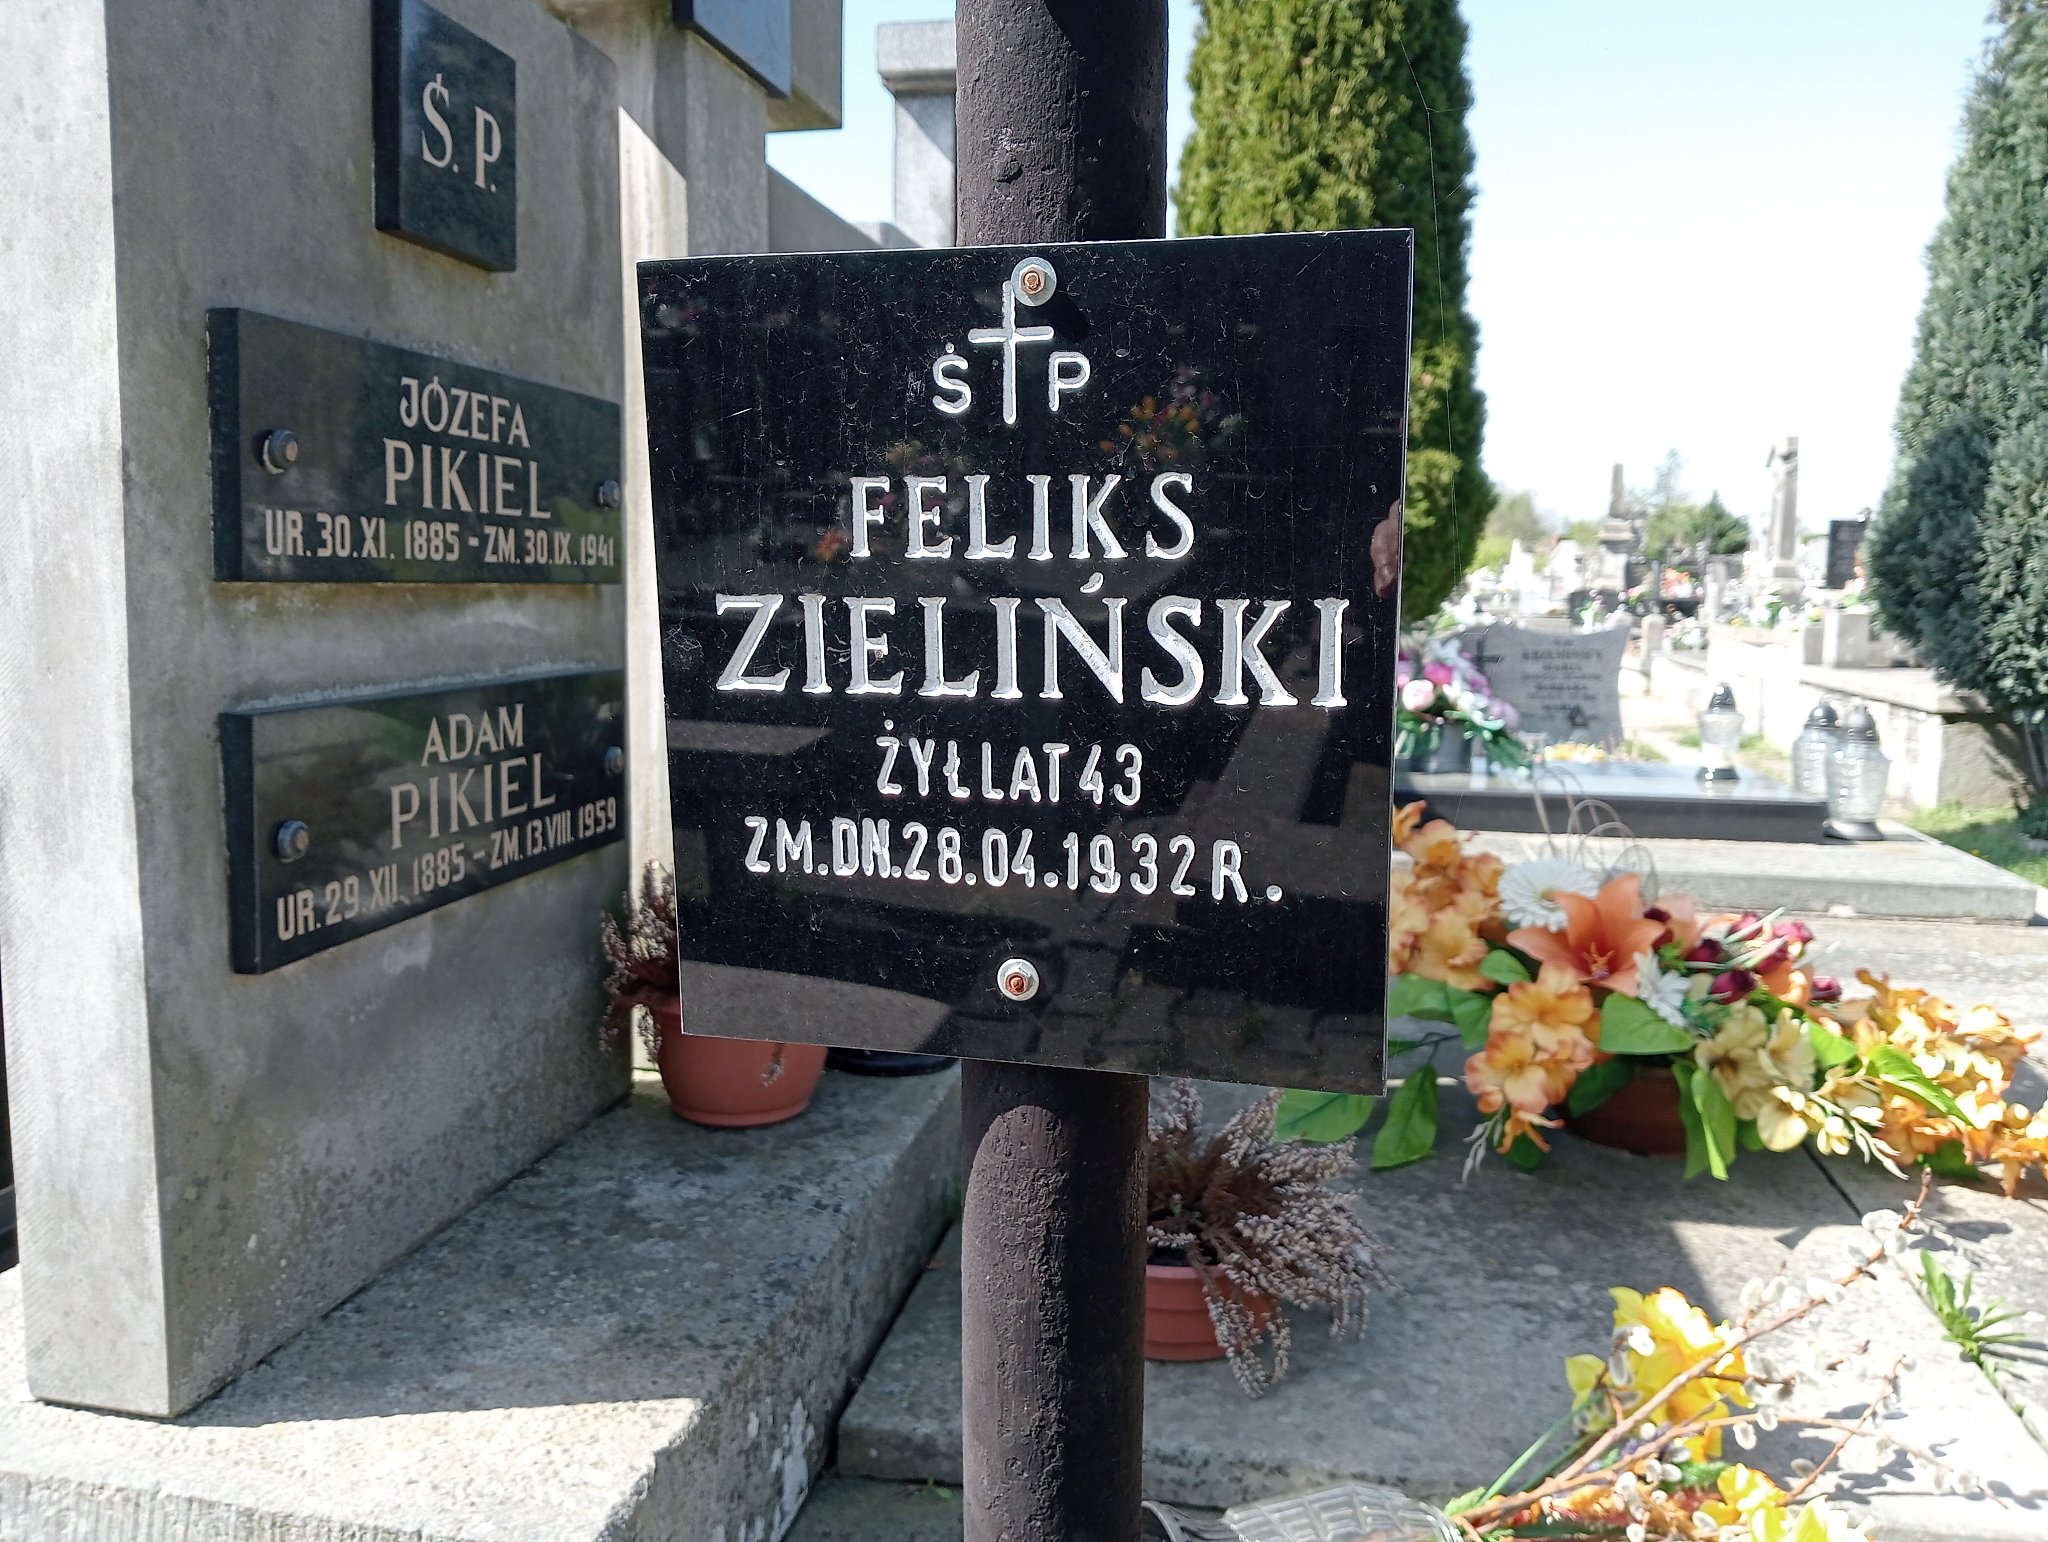 Ś. P.
JÓZEFA
PIKIEL
UR. 30. XI. 1885 - ZM. 30. IX. 1941
ADAM
PIKIEL
UR. 29. XII. 1885 - ZM. 13. VIII. 1959
Ś P
FELIKS
ZIELIŃSKI
ŻYŁ LAT 43
ZM. DN. 28.04.1932 R.